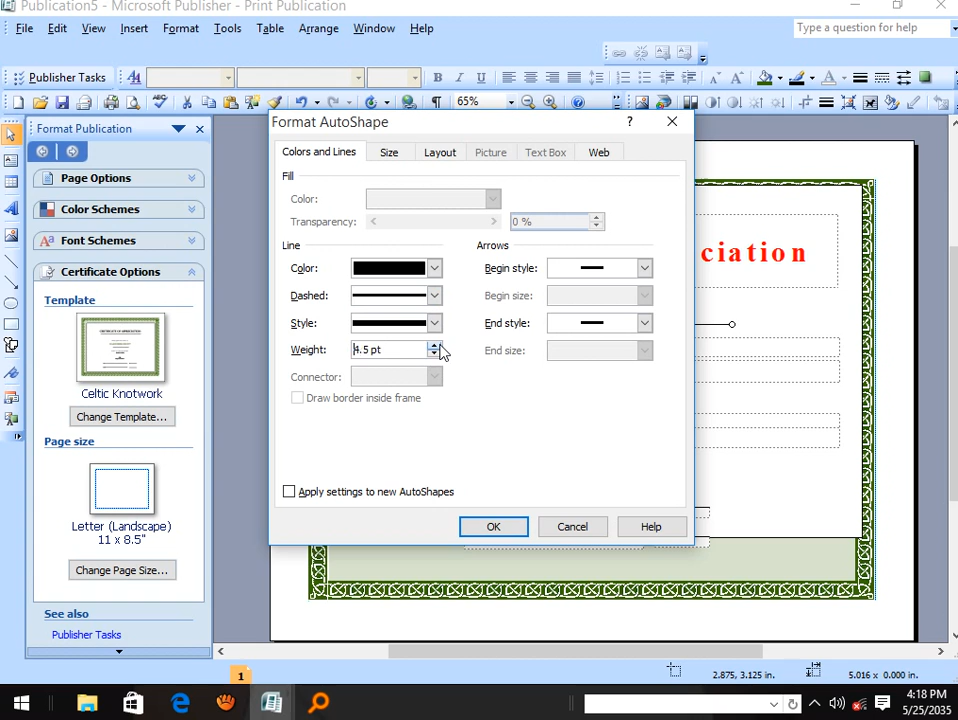 Publication5 - Microsoft Publisher - Print Publication
File Edit View Insert Format Tools Table Arrange Window Help
Type a question for help
Publisher Tasks
65%
Format Publication
Page Options
Color Schemes
Font Schemes
Certificate Options
Template
Celtic Knotwork
Change Template...
Page size
Letter (Landscape)
11 x 8.5"
Change Page Size...
See also
Publisher Tasks
Format AutoShape
Colors and Lines Size Layout Picture Text Box Web
Fill
Color:
Transparency: 0 %
Line Arrows
Color: Begin style:
Dashed: Begin size:
Style: End style:
Weight: 4.5 pt End size:
Connector:
Draw border inside frame
Apply settings to new AutoShapes
OK Cancel Help
ciation
1
2.875, 3.125 in. 5.016 x 0.000 in.
4:18 PM
5/25/2035